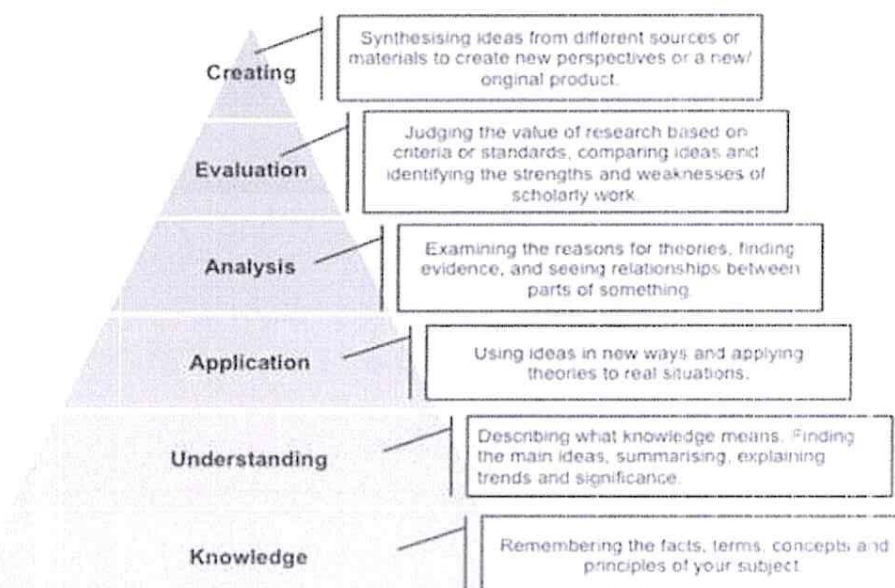 Creating
Synthesising ideas from different sources or
materials to create new perspectives or a new/
original product.
Evaluation
Judging the value of research based on
criteria or standards, comparing ideas and
identifying the strengths and weaknesses of
scholarly work.
Analysis
Examining the reasons for theories, finding
evidence, and seeing relationships between
parts of something.
Application
Using ideas in new ways and applying
theories to real situations.
Understanding
Describing what knowledge means. Finding
the main ideas, summarising, explaining
trends and significance.
Knowledge
Remembering the facts, terms, concepts and
principles of your subject